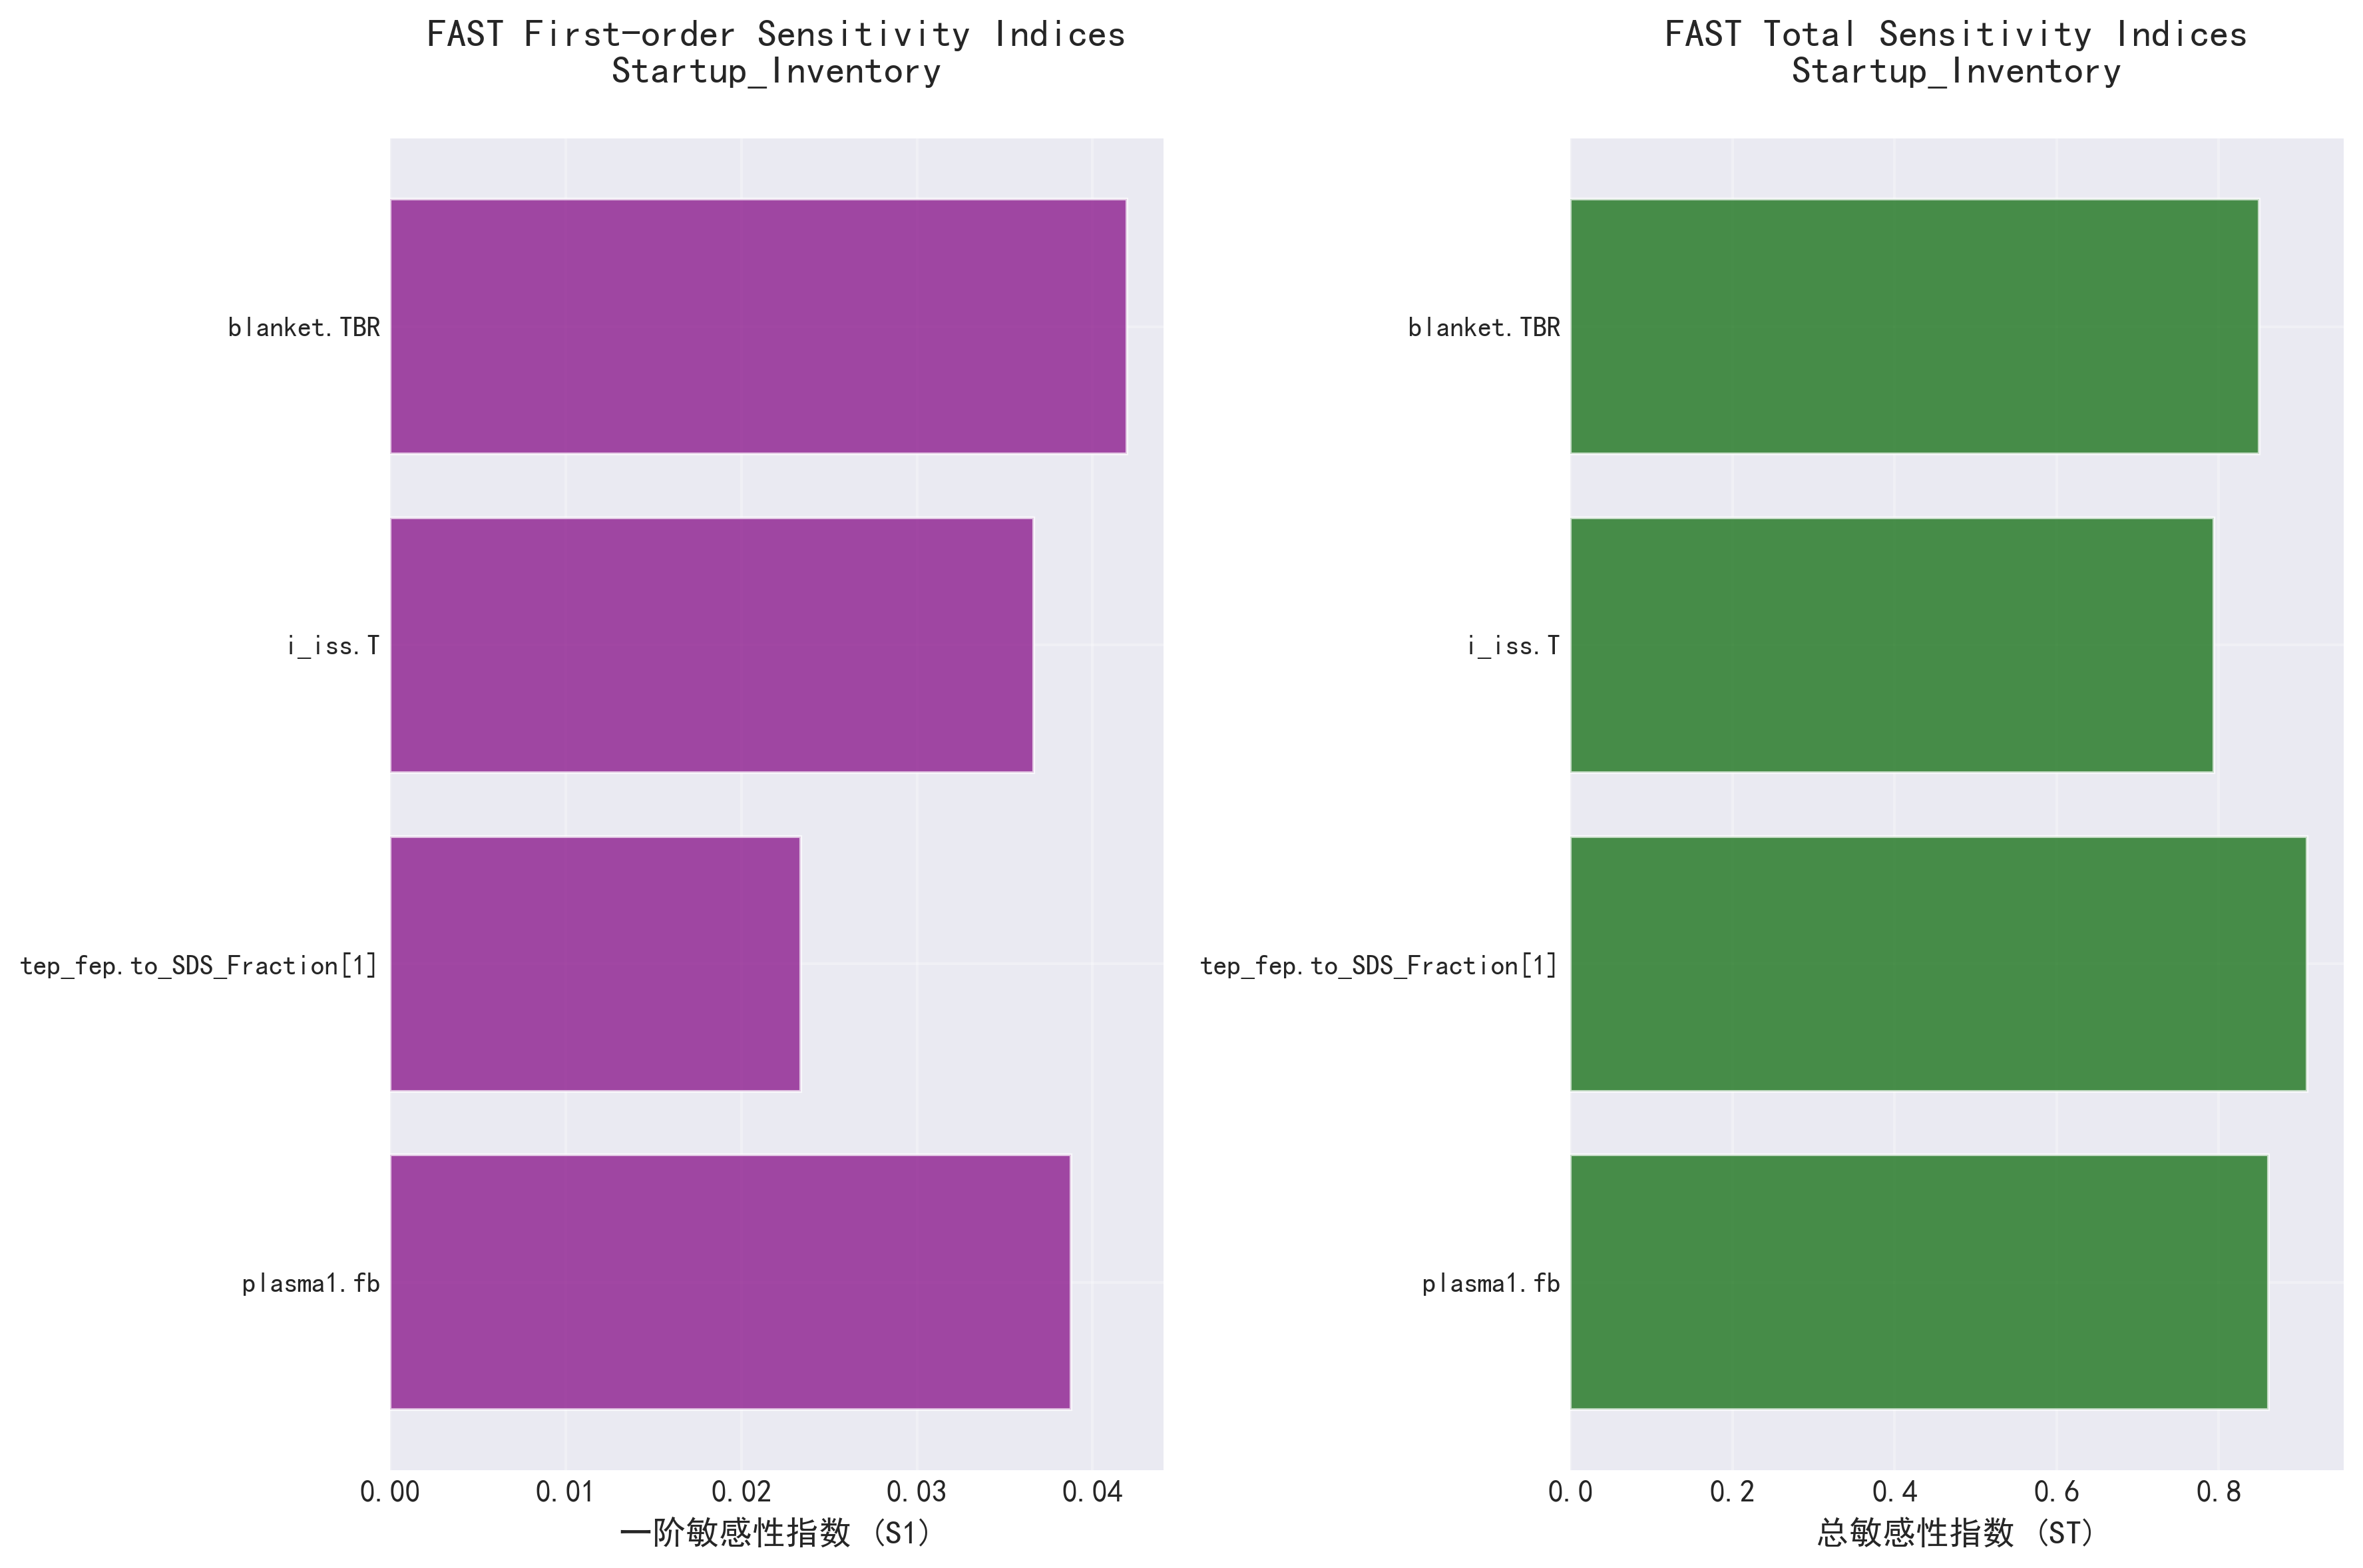 FAST First-order Sensitivity Indices
Startup_Inventory
blanket.TBR
i_iss.T
tep_fep.to_SDS_Fraction[1]
plasma1.fb
0.00 0.01 0.02 0.03 0.04
一阶敏感性指数 (S1)
FAST Total Sensitivity Indices
Startup_Inventory
blanket.TBR
i_iss.T
tep_fep.to_SDS_Fraction[1]
plasma1.fb
0.0 0.2 0.4 0.6 0.8
总敏感性指数 (ST)